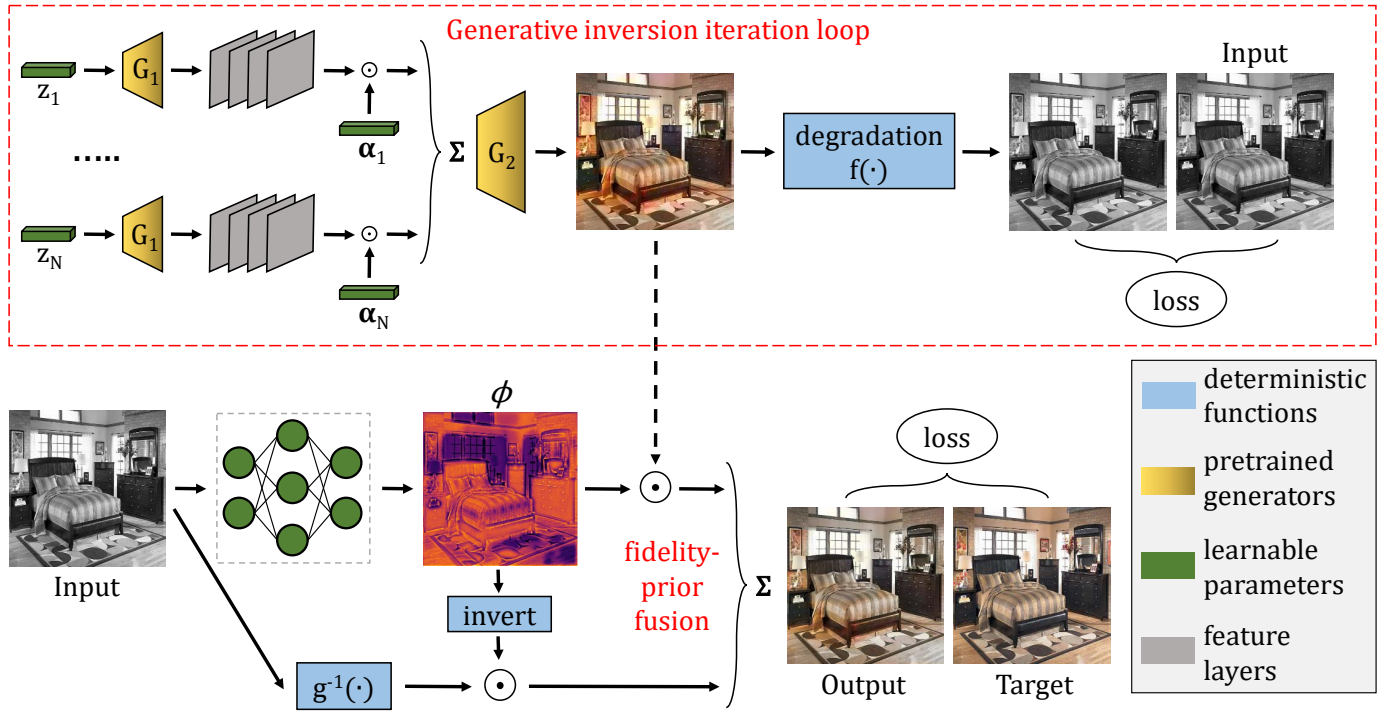 Generative inversion iteration loop
Input
G1
z1
α1
.....
Σ
G2
degradation
f(·)
G1
zN
αN
loss
ϕ
deterministic
functions
loss
pretrained
generators
Input
fidelity-
prior
fusion
Σ
learnable
parameters
invert
feature
layers
g-1(·)
Output
Target